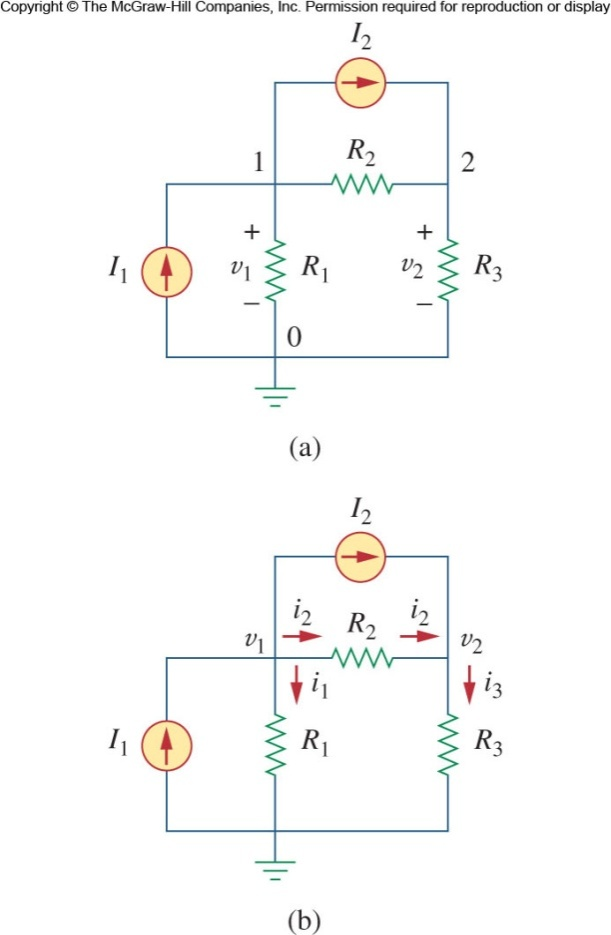 Copyright © The McGraw-Hill Companies, Inc. Permission required for reproduction or display
I₂
1 R₂ 2
+ +
I₁ v₁ R₁ v₂ R₃
– –
0
(a)
I₂
i₂ R₂ i₂
v₁ v₂
i₁ i₃
I₁ R₁ R₃
(b)